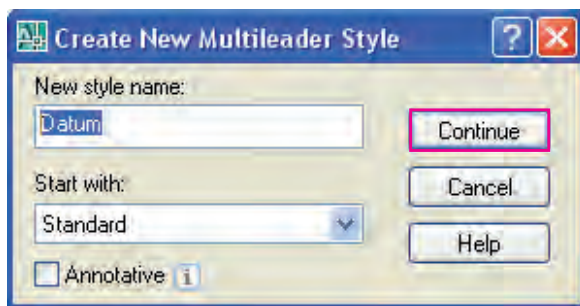 Create New Multileader Style
New style name:
Datum
Continue
Start with:
Cancel
Standard
Help
Annotative